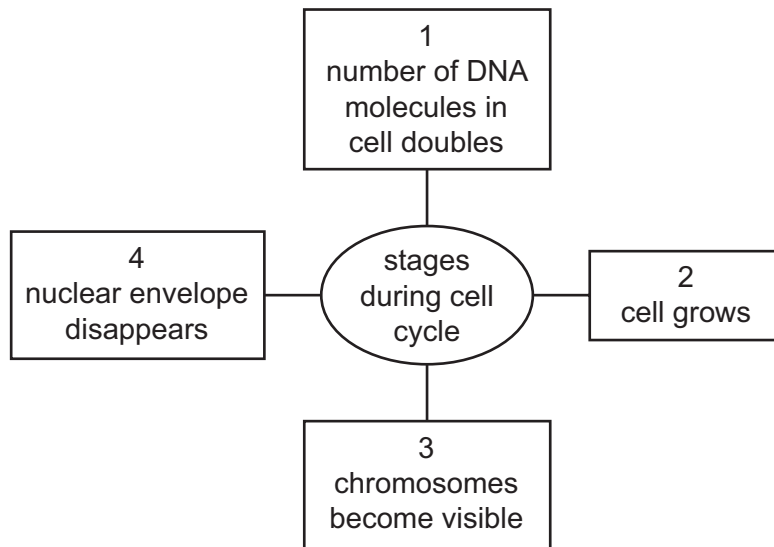 1
number of DNA
molecules in
cell doubles
4
nuclear envelope
disappears
stages
during cell
cycle
2
cell grows
3
chromosomes
become visible